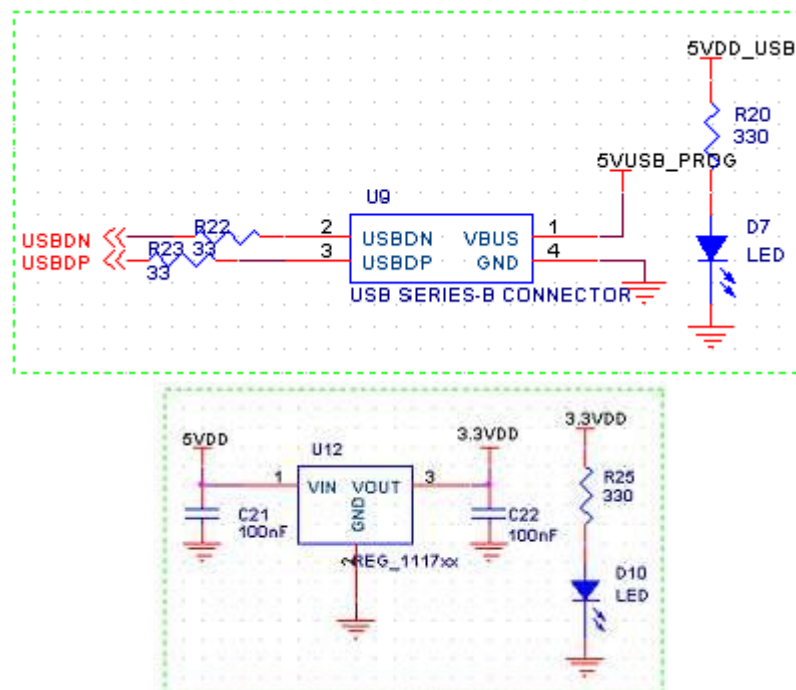 5VDD_USB
R20
330
5VUSB_PROG
U9
R22
33
2
1
USBDN
USBDN
VBUS
D7
LED
R23
33
3
4
USBDP
USBDP
GND
USB SERIES-B CONNECTOR
5VDD
U12
3.3VDD
3.3VDD
1
VIN
VOUT
3
R25
330
GND
C21
100nF
C22
100nF
2
REG_1117xx
D10
LED